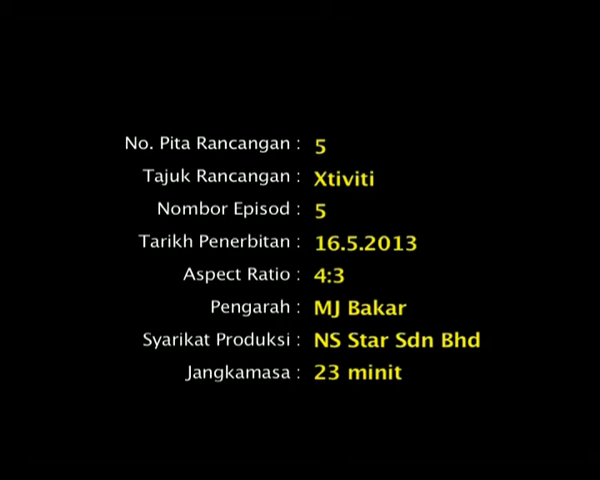 No. Pita Rancangan : 5
Tajuk Rancangan : Xtiviti
Nombor Episod : 5
Tarikh Penerbitan : 16.5.2013
Aspect Ratio : 4:3
Pengarah : MJ Bakar
Syarikat Produksi : NS Star Sdn Bhd
Jangkamasa : 23 minit